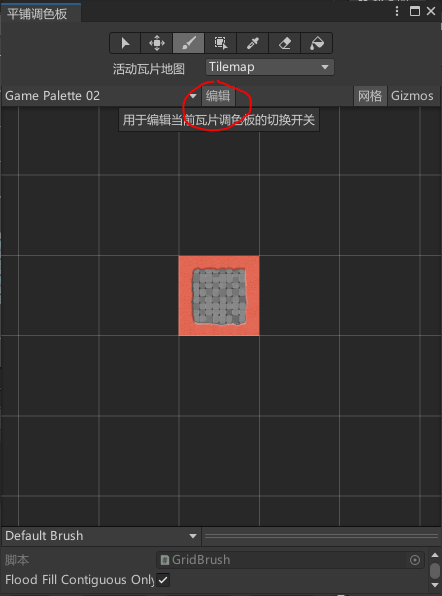 平铺调色板
活动瓦片地图 Tilemap
Game Palette 02 编辑 网格 Gizmos
用于编辑当前瓦片调色板的切换开关
Default Brush
脚本 GridBrush
Flood Fill Contiguous Only